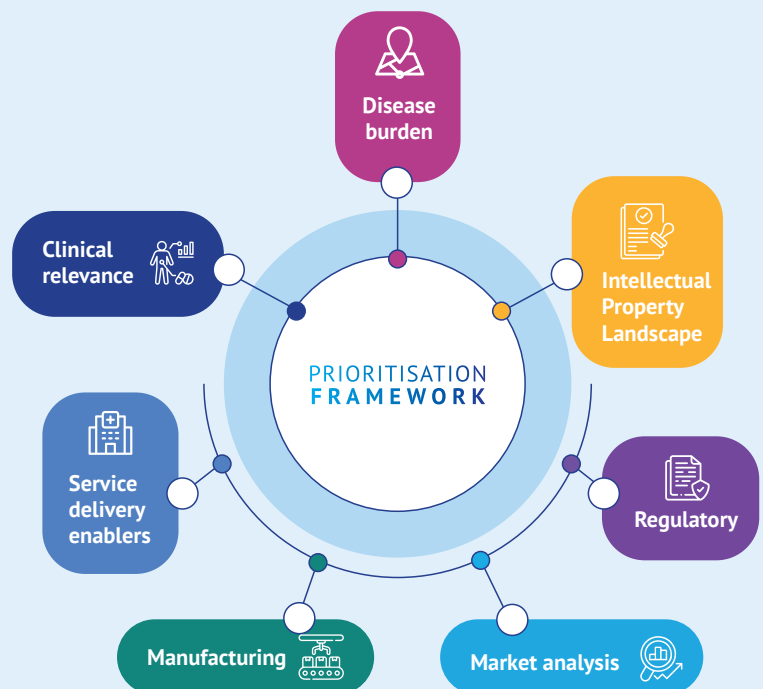 Disease
burden
Clinical
relevance
Intellectual
Property
Landscape
PRIORITISATION
FRAMEWORK
Service
delivery
enablers
Regulatory
Manufacturing
Market analysis